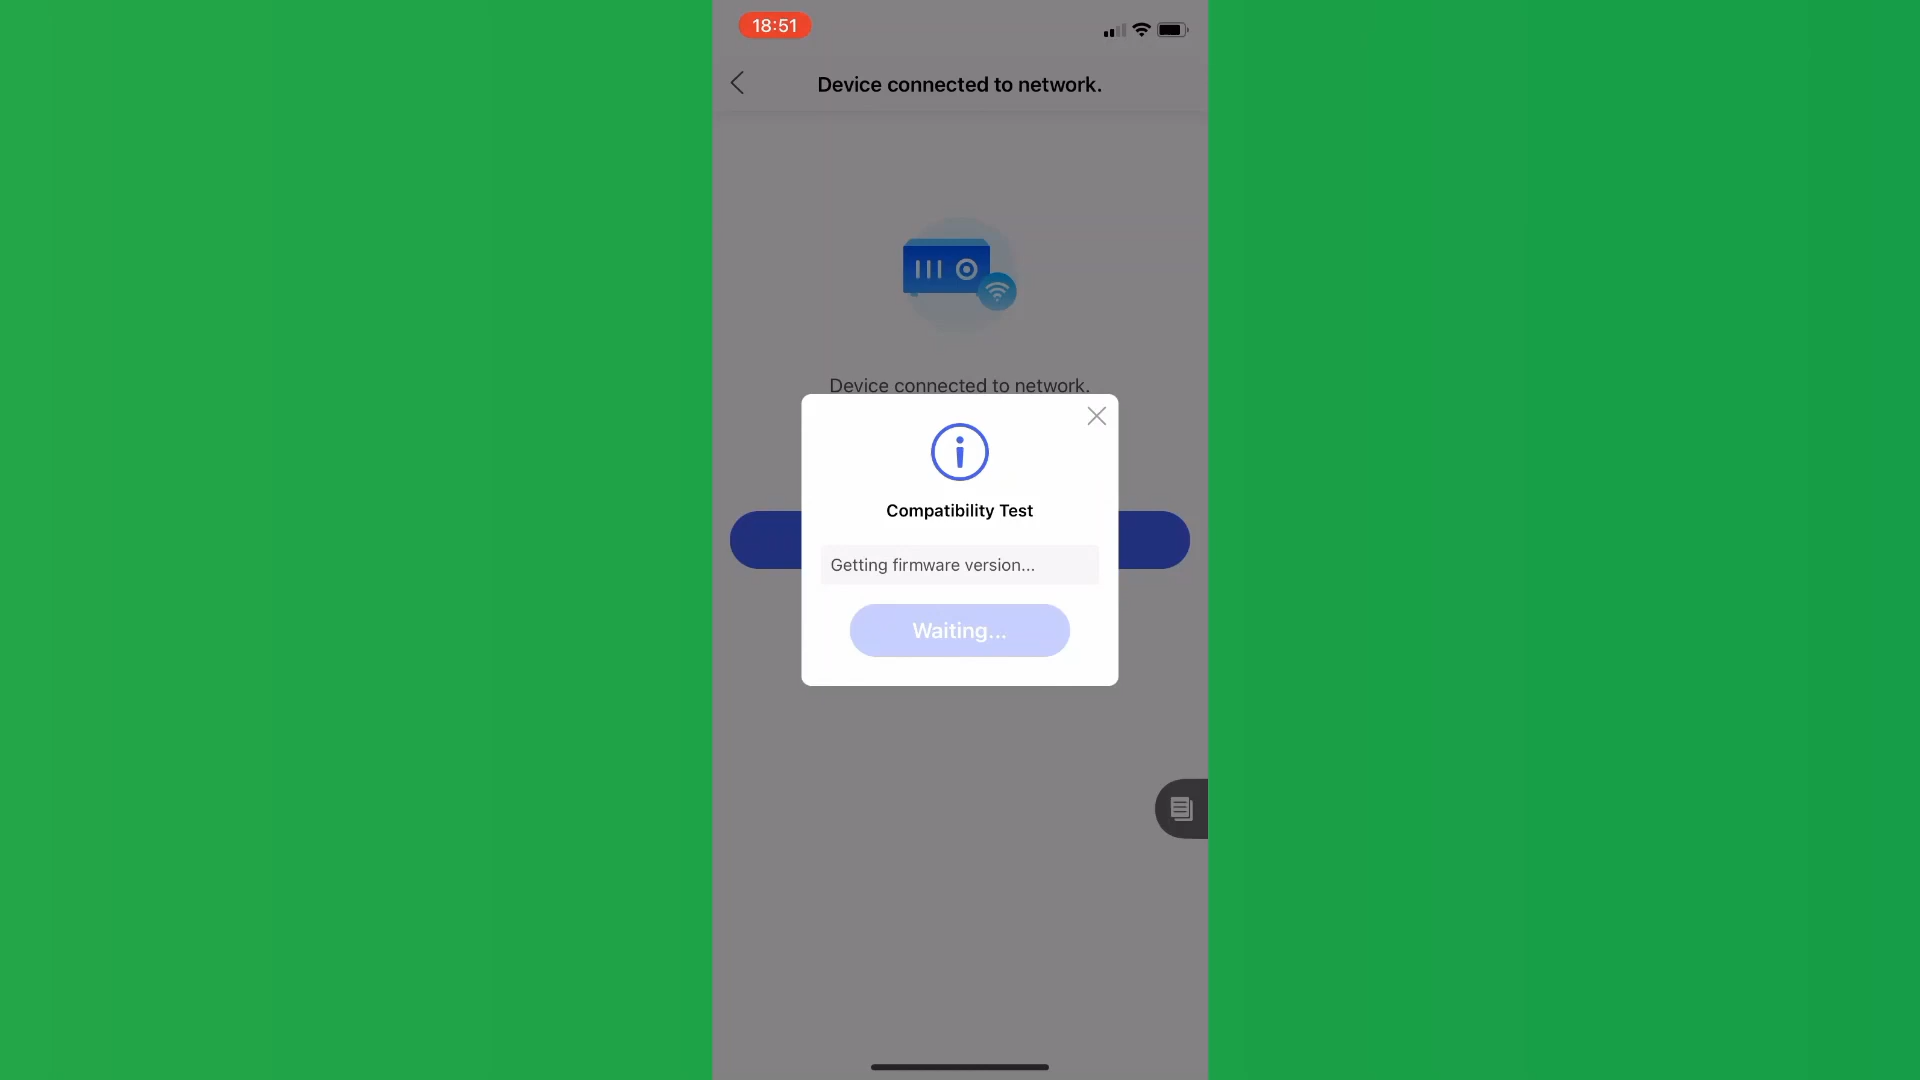 18:51
Device connected to network.
Device connected to network.
Compatibility Test
Getting firmware version...
Waiting...